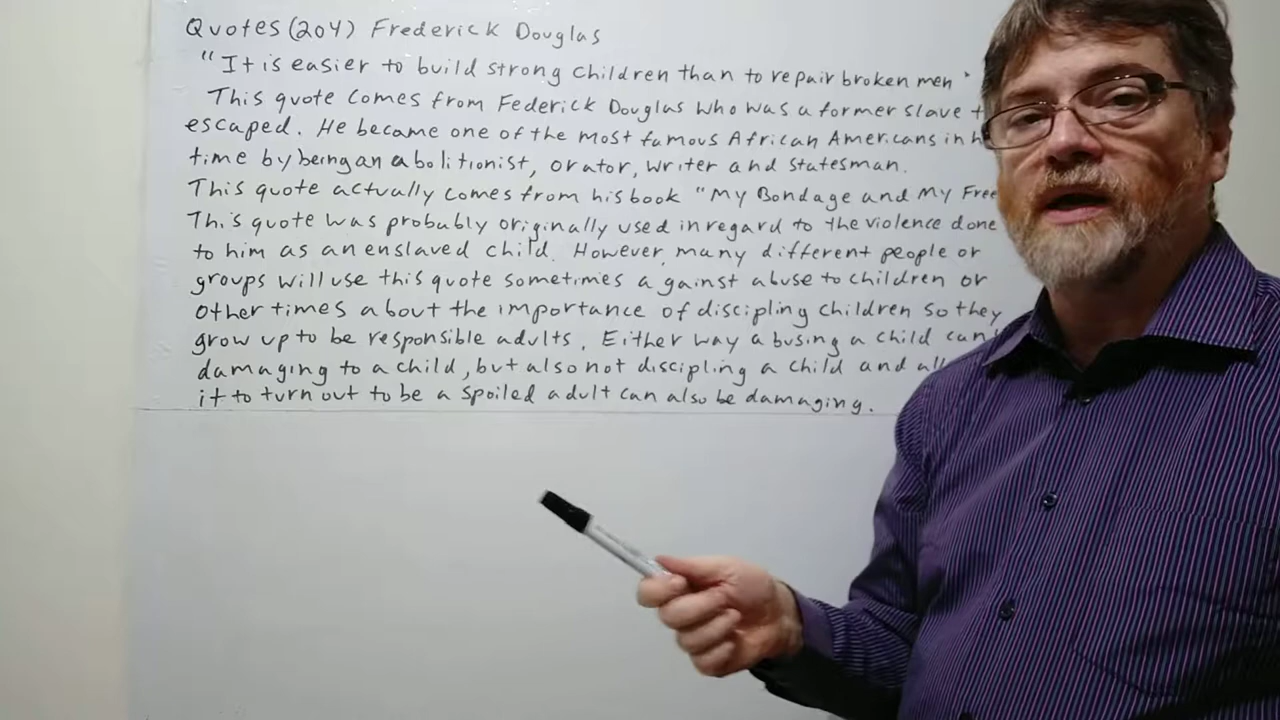 Quotes (204) Frederick Douglas
"It is easier to build strong children than to repair broken men"
This quote comes from Federick Douglas who was a former slave
escaped. He became one of the most famous African Americans in
time by being an abolitionist, orator, writer and statesman.
This quote actually comes from his book "My Bondage and My Free
This quote was probably originally used in regard to the violence done
to him as an enslaved child. However, many different people or
groups will use this quote sometimes against abuse to children or
other times about the importance of discipling children so they
grow up to be responsible adults. Either way abusing a child can
damaging to a child, but also not discipling a child and
it to turn out to be a spoiled adult can also be damaging.